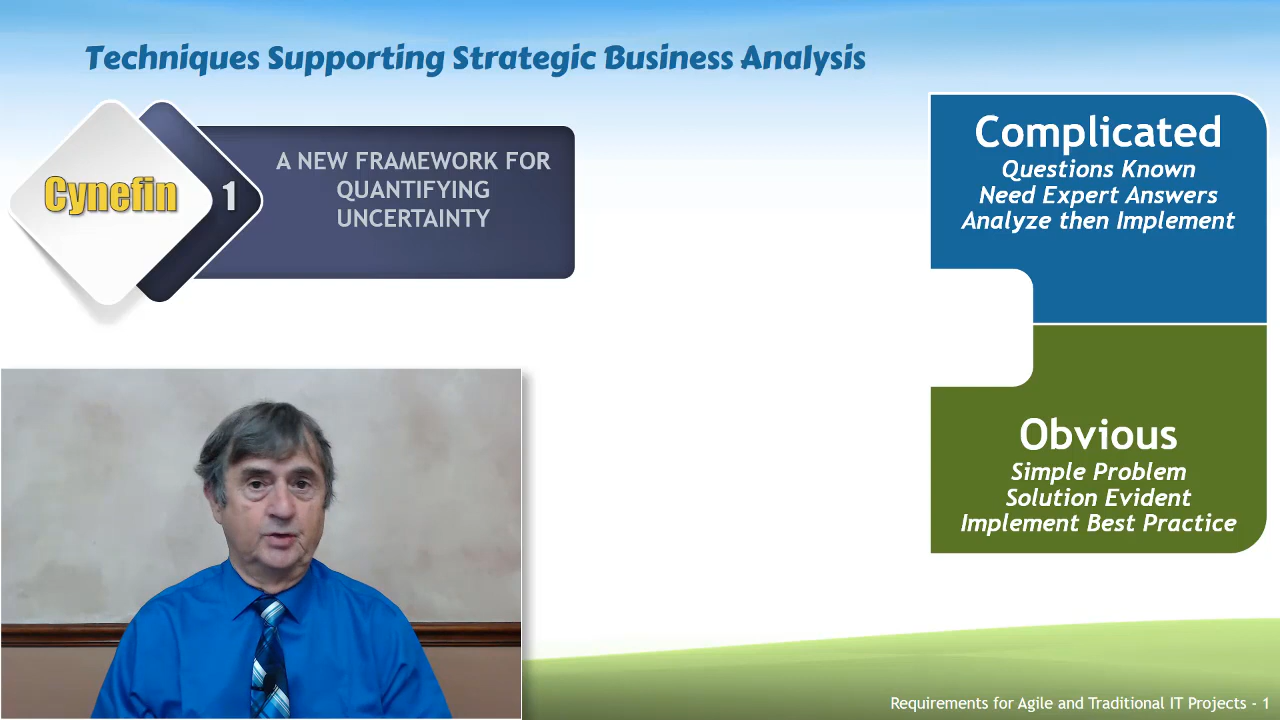 Techniques Supporting Strategic Business Analysis
Cynefin
1
A NEW FRAMEWORK FOR
QUANTIFYING
UNCERTAINTY
Complicated
Questions Known
Need Expert Answers
Analyze then Implement
Obvious
Simple Problem
Solution Evident
Implement Best Practice
Requirements for Agile and Traditional IT Projects - 1